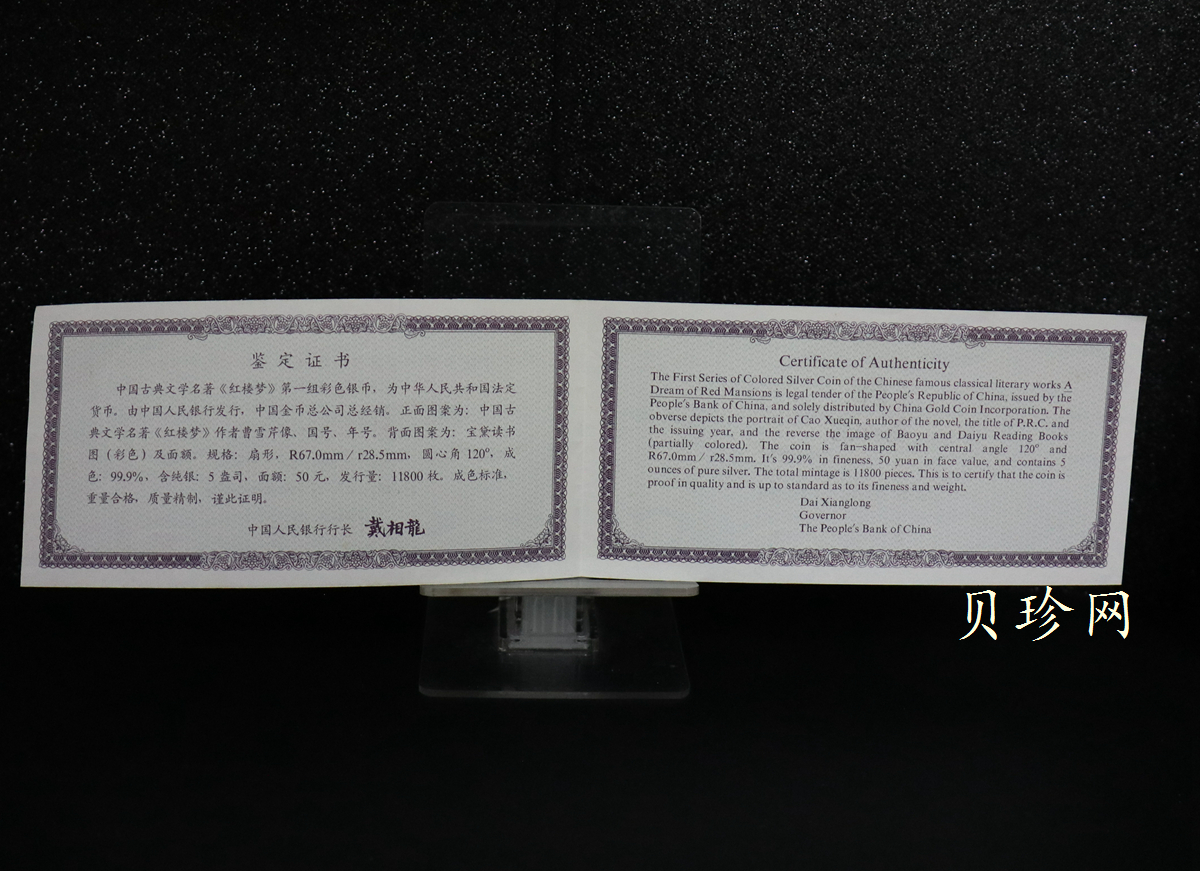 鉴定证书
中国古典文学名著《红楼梦》第一组彩色银币，为中华人民共和国法定
货币。由中国人民银行发行，中国金币总公司总经销。正面图案为：中国古
典文学名著《红楼梦》作者曹雪芹像、国号、年号。背面图案为：宝黛读书
图（彩色）及面额。规格：扇形，R67.0mm／r28.5mm，圆心角120°，成
色：99.9%，含纯银：5盎司，面额：50元，发行量：11800枚。成色标准，
重量合格，质量精制，谨此证明。
中国人民银行行长 戴相龍
Certificate of Authenticity
The First Series of Colored Silver Coin of the Chinese famous classical literary works A
Dream of Red Mansions is legal tender of the People's Republic of China, issued by the
People's Bank of China, and solely distributed by China Gold Coin Incorporation. The
obverse depicts the portrait of Cao Xueqin, author of the novel, the title of P.R.C. and
the issuing year, and the reverse the image of Baoyu and Daiyu Reading Books
(partially colored). The coin is fan-shaped with central angle 120° and
R67.0mm／r28.5mm. It's 99.9% in fineness, 50 yuan in face value, and contains 5
ounces of pure silver. The total mintage is 11800 pieces. This is to certify that the coin is
proof in quality and is up to standard as to its fineness and weight.
Dai Xianglong
Governor
The People's Bank of China
贝珍网